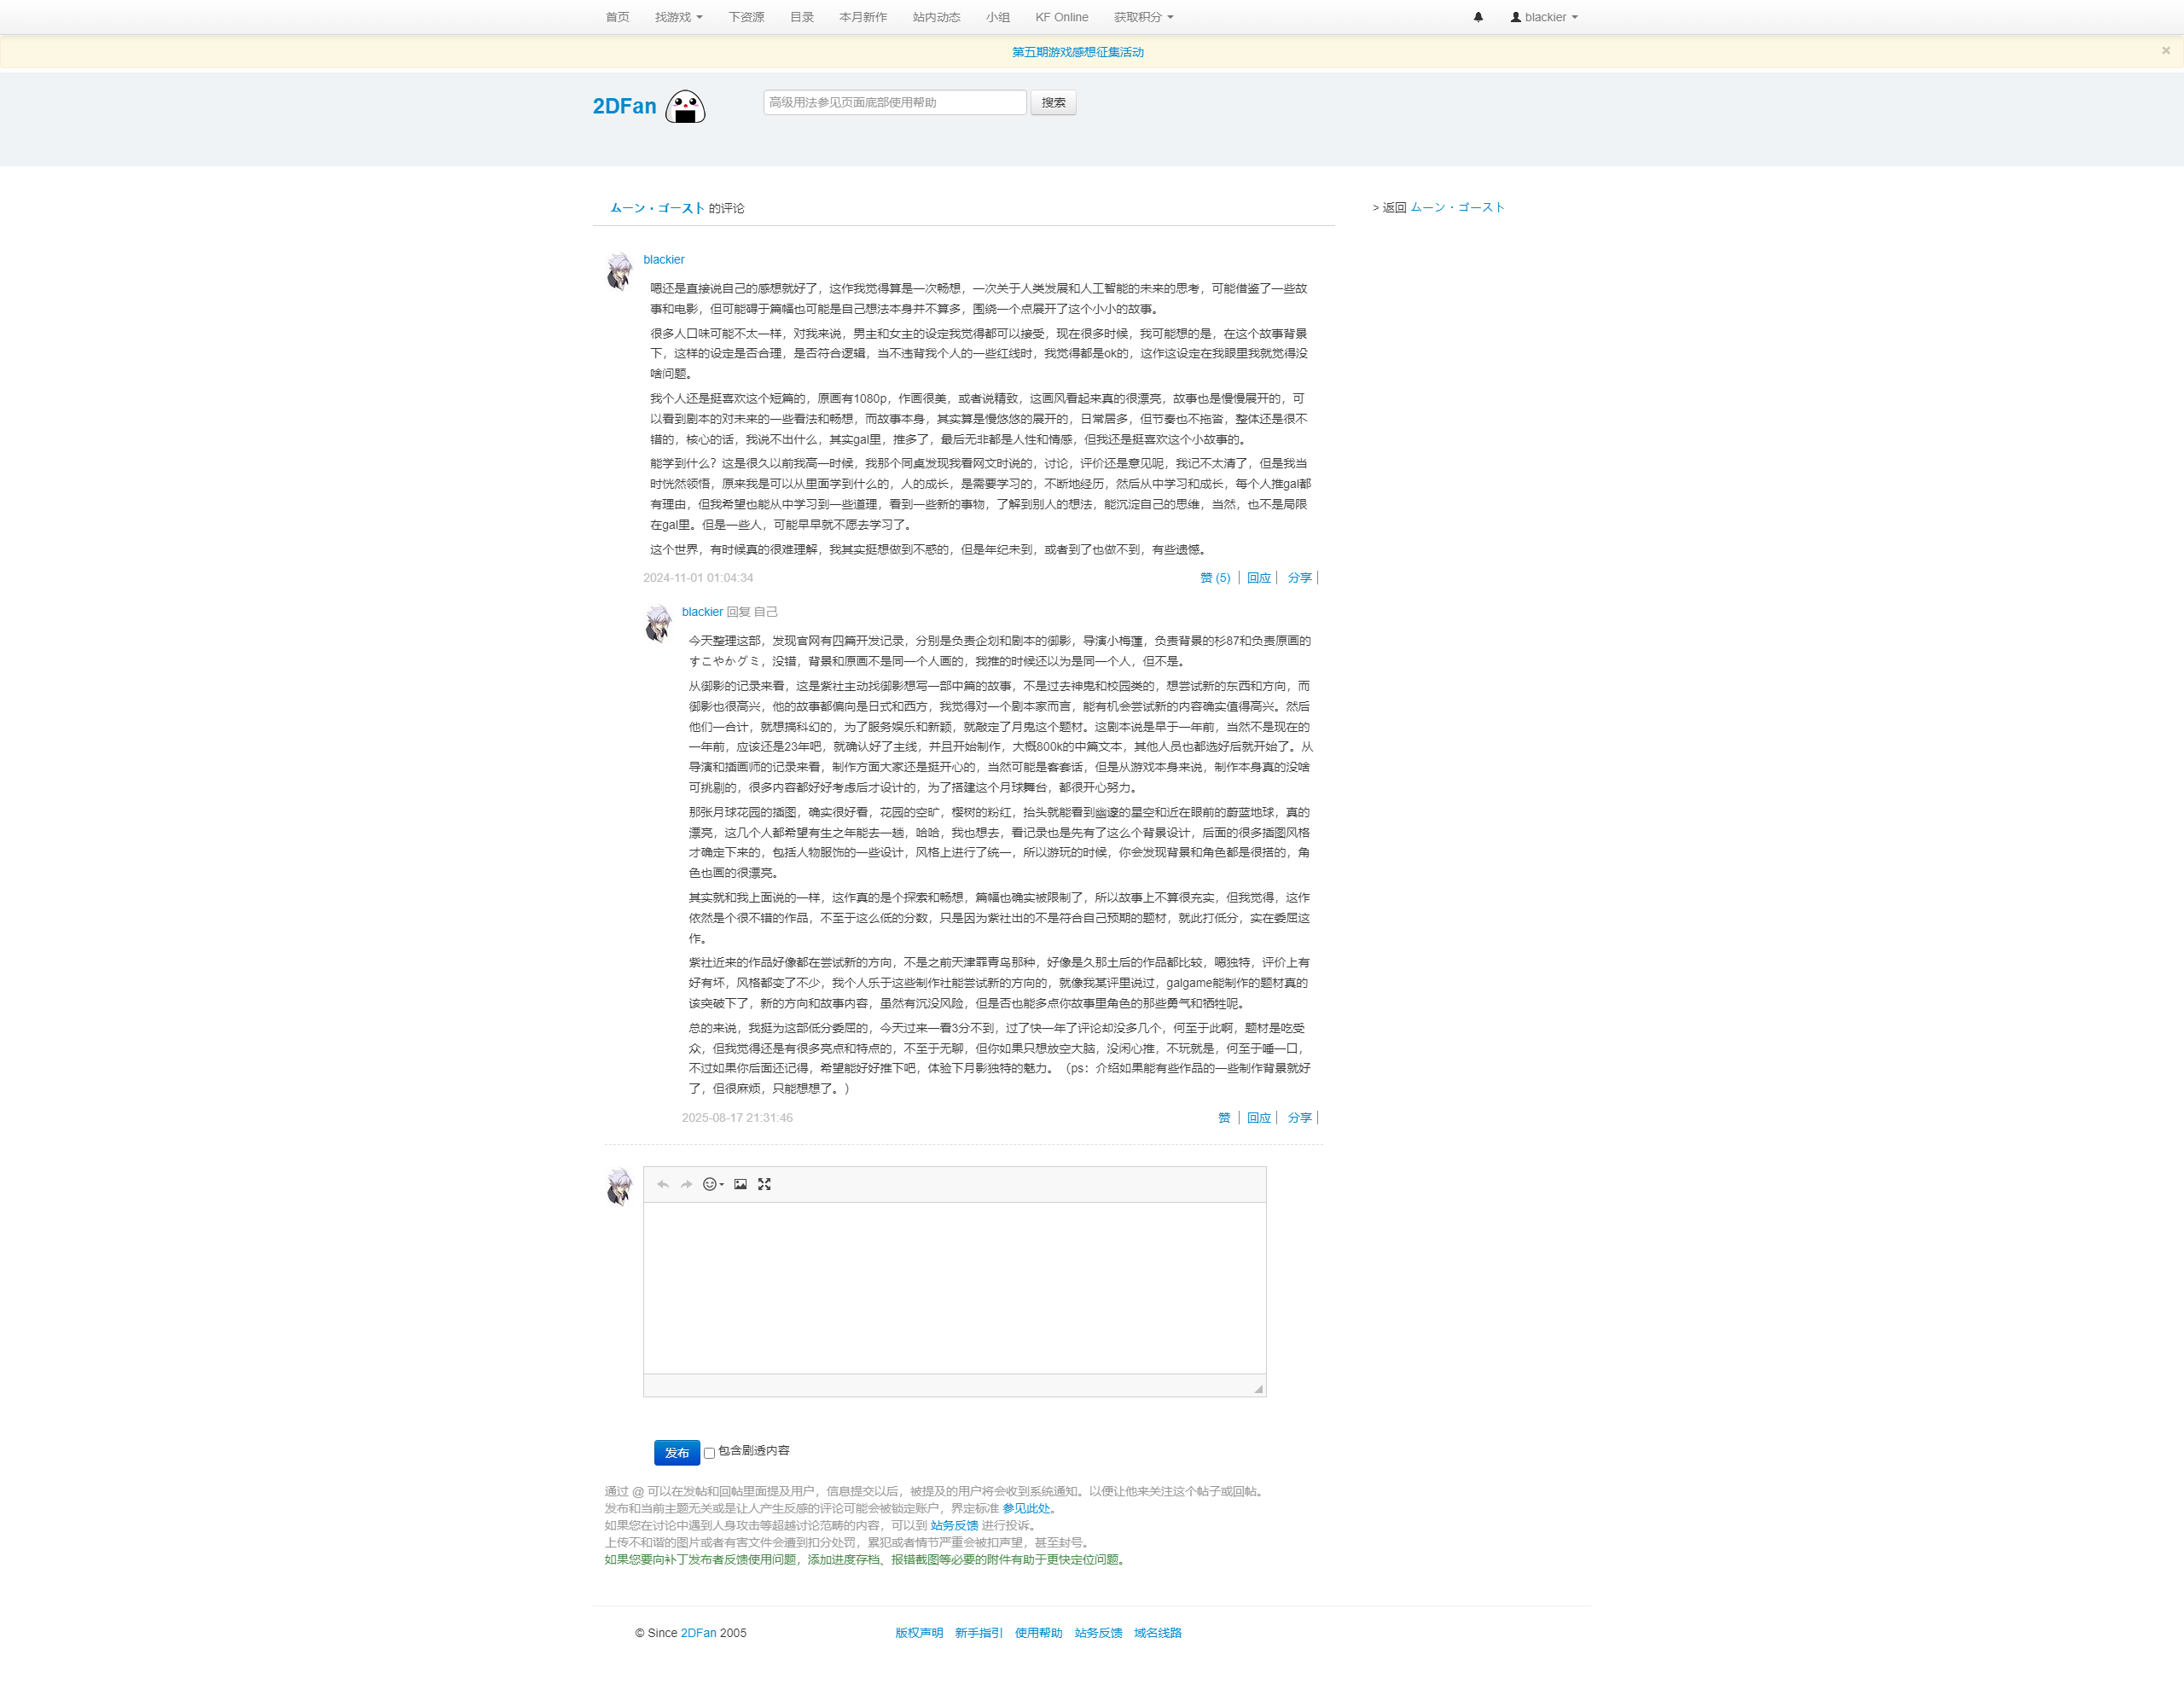 首页 找游戏 下资源 目录 本月新作 站内动态 小组 KF Online 获取积分 blackier
第五期游戏感想征集活动 ×
2DFan 高级用法参见页面底部使用帮助 搜索
ムーン・ゴースト 的评论
> 返回 ムーン・ゴースト
blackier
嗯还是直接说自己的感想就好了，这作我觉得算是一次畅想，一次关于人类发展和人工智能的未来的思考，可能借鉴了一些故
事和电影，但可能碍于篇幅也可能是自己想法本身并不算多，围绕一个点展开了这个小小的故事。
很多人口味可能不太一样，对我来说，男主和女主的设定我觉得都可以接受，现在很多时候，我可能想的是，在这个故事背景
下，这样的设定是否合理，是否符合逻辑，当不违背我个人的一些红线时，我觉得都是ok的，这作这设定在我眼里我就觉得没
啥问题。
我个人还是挺喜欢这个短篇的，原画有1080p，作画很美，或者说精致，这画风看起来真的很漂亮，故事也是慢慢展开的，可
以看到剧本的对未来的一些看法和畅想，而故事本身，其实算是慢悠悠的展开的，日常居多，但节奏也不拖沓，整体还是很不
错的，核心的话，我说不出什么，其实gal里，推多了，最后无非都是人性和情感，但我还是挺喜欢这个小故事的。
能学到什么？这是很久以前我高一时候，我那个同桌发现我看网文时说的，讨论，评价还是意见呢，我记不太清了，但是我当
时恍然领悟，原来我是可以从里面学到什么的，人的成长，是需要学习的，不断地经历，然后从中学习和成长，每个人推gal都
有理由，但我希望也能从中学习到一些道理，看到一些新的事物，了解到别人的想法，能沉淀自己的思维，当然，也不是局限
在gal里。但是一些人，可能早早就不愿去学习了。
这个世界，有时候真的很难理解，我其实挺想做到不惑的，但是年纪未到，或者到了也做不到，有些遗憾。
2024-11-01 01:04:34 赞 (5) | 回应 | 分享 |
blackier 回复 自己
今天整理这部，发现官网有四篇开发记录，分别是负责企划和剧本的御影，导演小梅蓮，负责背景的杉87和负责原画的
すこやかグミ，没错，背景和原画不是同一个人画的，我推的时候还以为是同一个人，但不是。
从御影的记录来看，这是紫社主动找御影想写一部中篇的故事，不是过去神鬼和校园类的，想尝试新的东西和方向，而
御影也很高兴，他的故事都偏向是日式和西方，我觉得对一个剧本家而言，能有机会尝试新的内容确实值得高兴。然后
他们一合计，就想搞科幻的，为了服务娱乐和新颖，就敲定了月鬼这个题材。这剧本说是早于一年前，当然不是现在的
一年前，应该还是23年吧，就确认好了主线，并且开始制作，大概800k的中篇文本，其他人员也都选好后就开始了。从
导演和插画师的记录来看，制作方面大家还是挺开心的，当然可能是客套话，但是从游戏本身来说，制作本身真的没啥
可挑剔的，很多内容都好好考虑后才设计的，为了搭建这个月球舞台，都很开心努力。
那张月球花园的插图，确实很好看，花园的空旷，樱树的粉红，抬头就能看到幽邃的星空和近在眼前的蔚蓝地球，真的
漂亮，这几个人都希望有生之年能去一趟，哈哈，我也想去，看记录也是先有了这么个背景设计，后面的很多插图风格
才确定下来的，包括人物服饰的一些设计，风格上进行了统一，所以游玩的时候，你会发现背景和角色都是很搭的，角
色也画的很漂亮。
其实就和我上面说的一样，这作真的是个探索和畅想，篇幅也确实被限制了，所以故事上不算很充实，但我觉得，这作
依然是个很不错的作品，不至于这么低的分数，只是因为紫社出的不是符合自己预期的题材，就此打低分，实在委屈这
作。
紫社近来的作品好像都在尝试新的方向，不是之前天津罪青鸟那种，好像是久那土后的作品都比较，嗯独特，评价上有
好有坏，风格都变了不少，我个人乐于这些制作社能尝试新的方向的，就像我某评里说过，galgame能制作的题材真的
该突破下了，新的方向和故事内容，虽然有沉没风险，但是否也能多点你故事里角色的那些勇气和牺牲呢。
总的来说，我挺为这部低分委屈的，今天过来一看3分不到，过了快一年了评论却没多几个，何至于此啊，题材是吃受
众，但我觉得还是有很多亮点和特点的，不至于无聊，但你如果只想放空大脑，没闲心推，不玩就是，何至于唾一口，
不过如果你后面还记得，希望能好好推下吧，体验下月影独特的魅力。（ps：介绍如果能有些作品的一些制作背景就好
了，但很麻烦，只能想想了。）
2025-08-17 21:31:46 赞 | 回应 | 分享 |
发布 包含剧透内容
通过 @ 可以在发帖和回帖里面提及用户，信息提交以后，被提及的用户将会收到系统通知。以便让他来关注这个帖子或回帖。
发布和当前主题无关或是让人产生反感的评论可能会被锁定账户，界定标准 参见此处。
如果您在讨论中遇到人身攻击等超越讨论范畴的内容，可以到 站务反馈 进行投诉。
上传不和谐的图片或者有害文件会遭到扣分处罚，累犯或者情节严重会被扣声望，甚至封号。
如果您要向补丁发布者反馈使用问题，添加进度存档、报错截图等必要的附件有助于更快定位问题。
© Since 2DFan 2005 版权声明 新手指引 使用帮助 站务反馈 域名线路